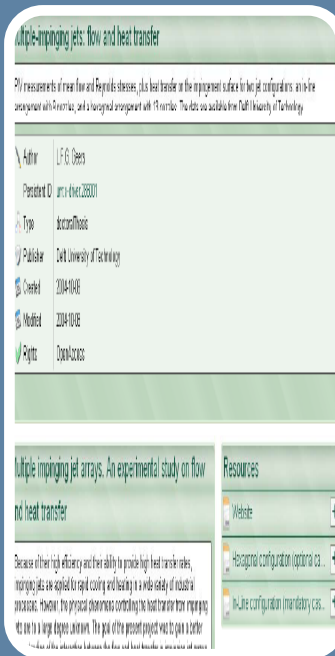 ultiple-impinging jets: flow and heat transfer
PIV measurements of mean flow and Reynolds stresses, plus heat transfer on the impingement surface for two jet configurations: an in-line
arrangement with 9 nozzles, and a hexagonal arrangement with 13 nozzles. The data are available from Delft University of Technology
Author L.F.G. Geers
Persistent ID
Type doctoralThesis
Publisher Delft University of Technology
Created 2004-10-06
Modified 2004-10-06
Rights OpenAccess
ultiple impinging jet arrays. An experimental study on flow
nd heat transfer
Because of their high efficiency and their ability to provide high heat transfer rates,
impinging jets are applied for rapid cooling and heating in a wide variety of industrial
processes. However, the physical phenomena controlling the heat transfer from impinging
jets are to a large degree unknown. The goal of the present project was to gain a better
Resources
Website
Hexagonal configuration (optional ca...
In-Line configuration (mandatory cas...